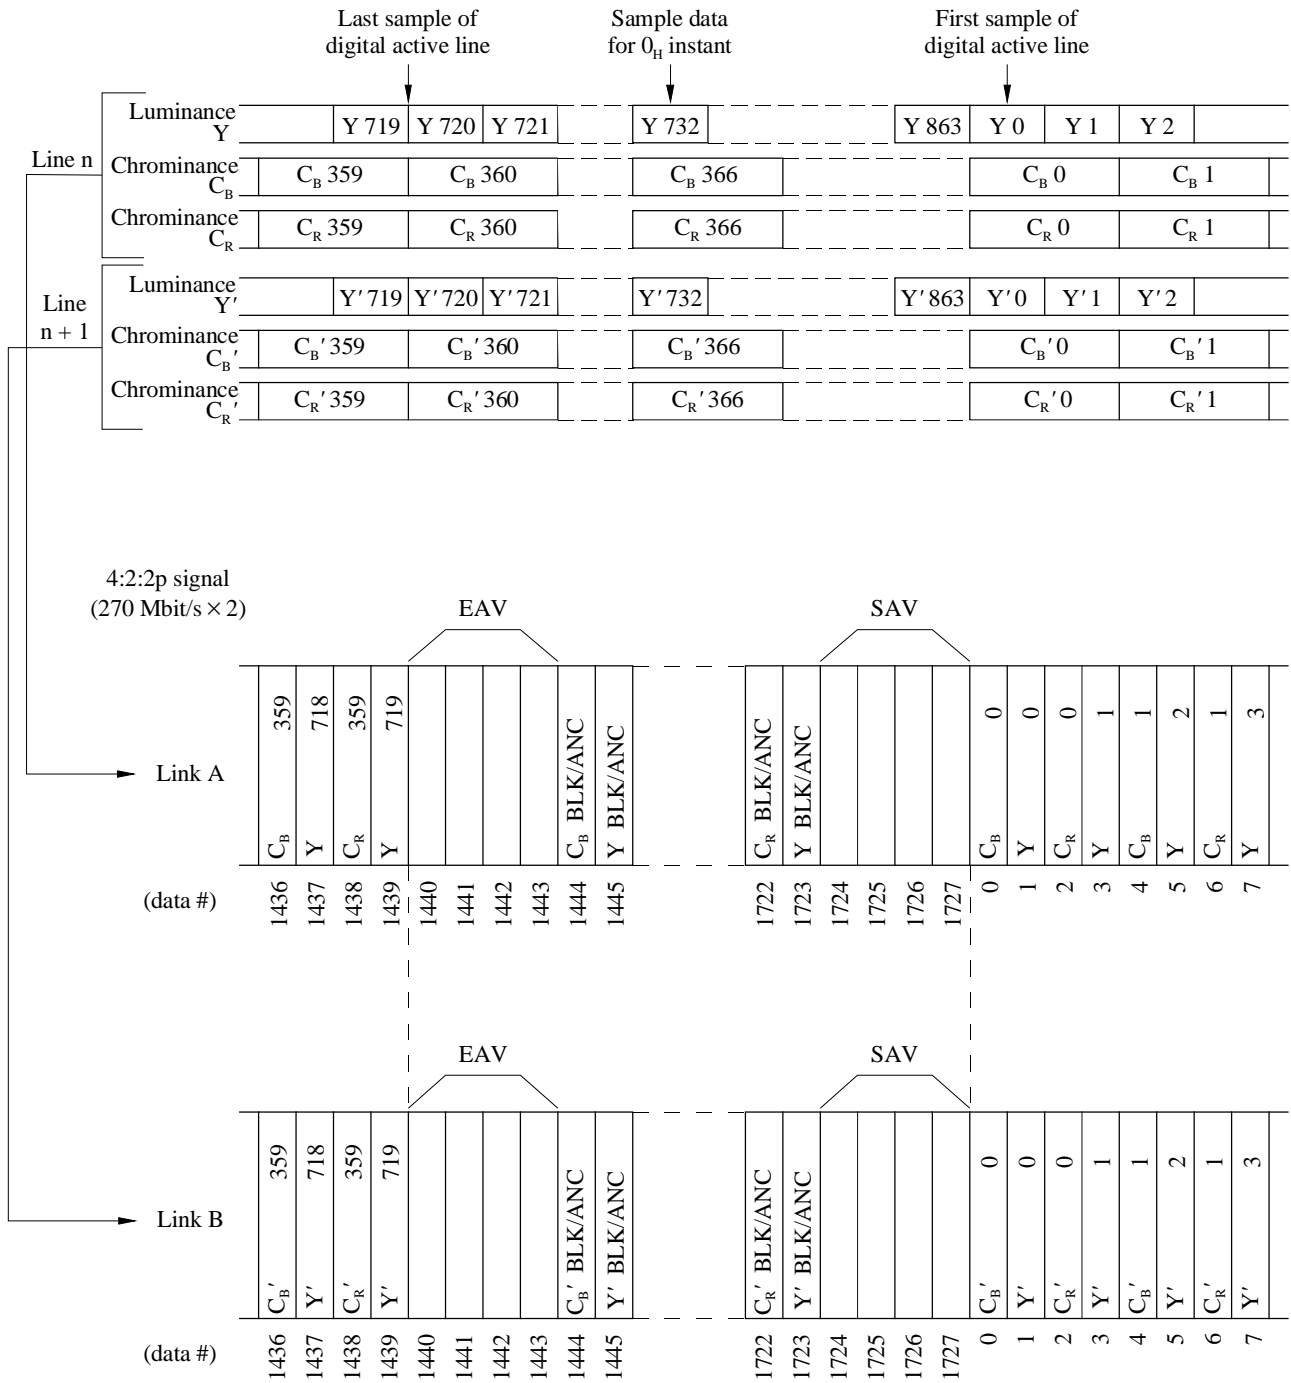 Last sample of
digital active line
Sample data
for 0H instant
First sample of
digital active line
Line n
Luminance
Y
Y 719 Y 720 Y 721 Y 732 Y 863 Y 0 Y 1 Y 2
Chrominance
CB
CB 359 CB 360 CB 366 CB 0 CB 1
Chrominance
CR
CR 359 CR 360 CR 366 CR 0 CR 1
Line
n + 1
Luminance
Y′
Y′ 719 Y′ 720 Y′ 721 Y′ 732 Y′ 863 Y′ 0 Y′ 1 Y′ 2
Chrominance
CB′
CB′ 359 CB′ 360 CB′ 366 CB′ 0 CB′ 1
Chrominance
CR′
CR′ 359 CR′ 360 CR′ 366 CR′ 0 CR′ 1
4:2:2p signal
(270 Mbit/s × 2)
EAV SAV
Link A
CB 359
Y 718
CR 359
Y 719
CB BLK/ANC
Y BLK/ANC
CR BLK/ANC
Y BLK/ANC
CB 0
Y 0
CR 0
Y 1
CB 1
Y 2
CR 1
Y 3
(data #) 1436 1437 1438 1439 1440 1441 1442 1443 1444 1445 1722 1723 1724 1725 1726 1727 0 1 2 3 4 5 6 7
EAV SAV
Link B
CB′ 359
Y′ 718
CR′ 359
Y′ 719
CB′ BLK/ANC
Y′ BLK/ANC
CR′ BLK/ANC
Y′ BLK/ANC
CB′ 0
Y′ 0
CR′ 0
Y′ 1
CB′ 1
Y′ 2
CR′ 1
Y′ 3
(data #) 1436 1437 1438 1439 1440 1441 1442 1443 1444 1445 1722 1723 1724 1725 1726 1727 0 1 2 3 4 5 6 7